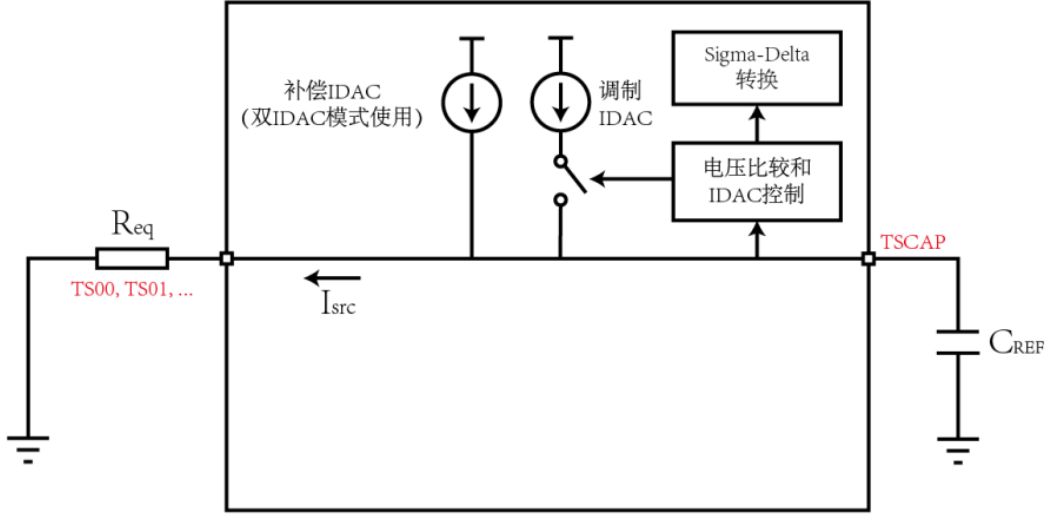 Sigma-Delta
转换
补偿IDAC
(双IDAC模式使用)
调制
IDAC
电压比较和
IDAC控制
Req
TSCAP
TS00, TS01, ...
Isrc
CREF